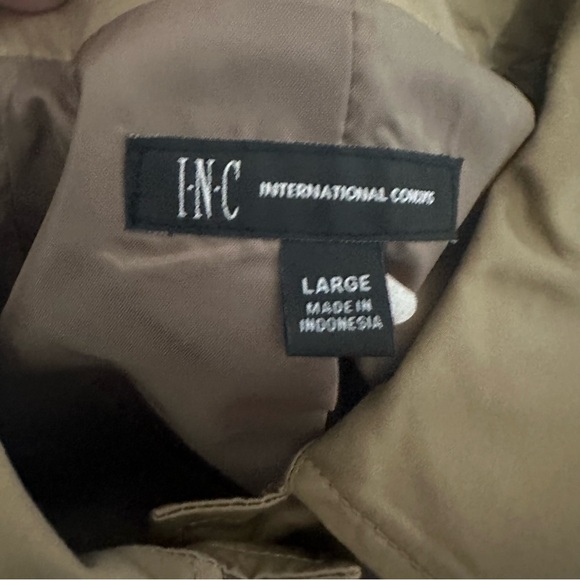 I·N·C INTERNATIONAL CONCEPTS
LARGE
MADE IN
INDONESIA